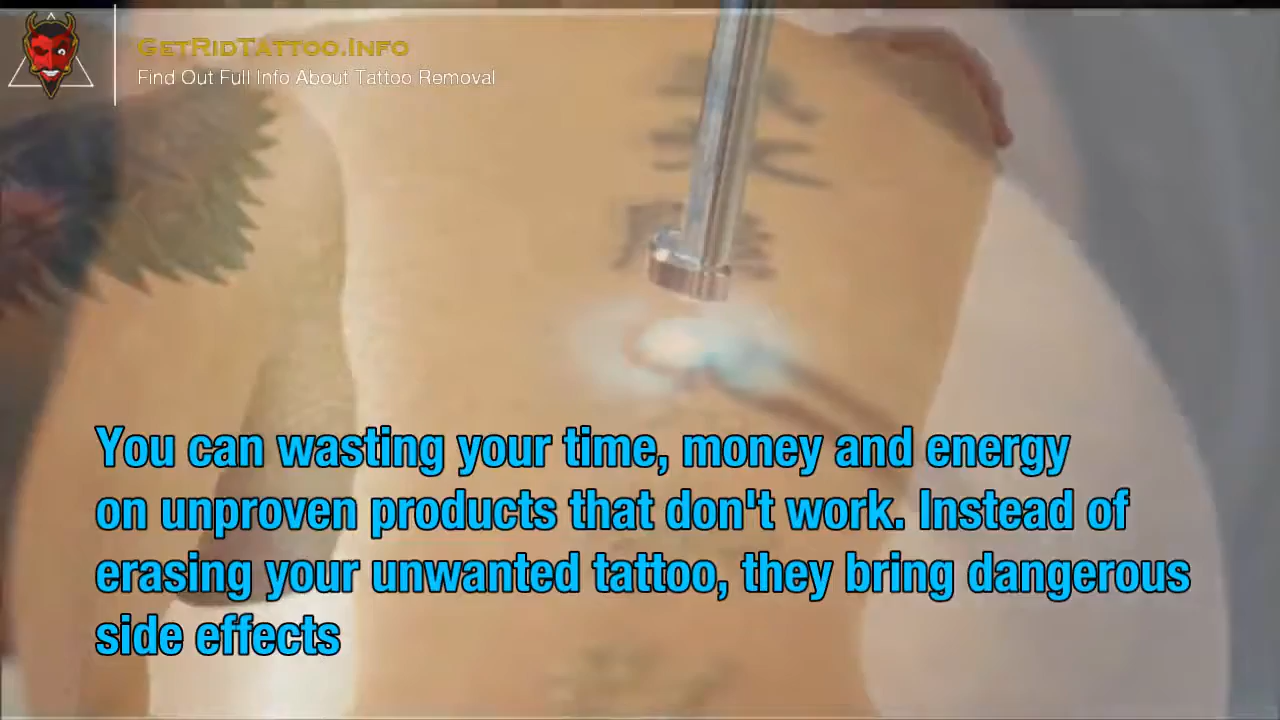 GetRidTattoo.Info
Find Out Full Info About Tattoo Removal
You can wasting your time, money and energy
on unproven products that don't work. Instead of
erasing your unwanted tattoo, they bring dangerous
side effects